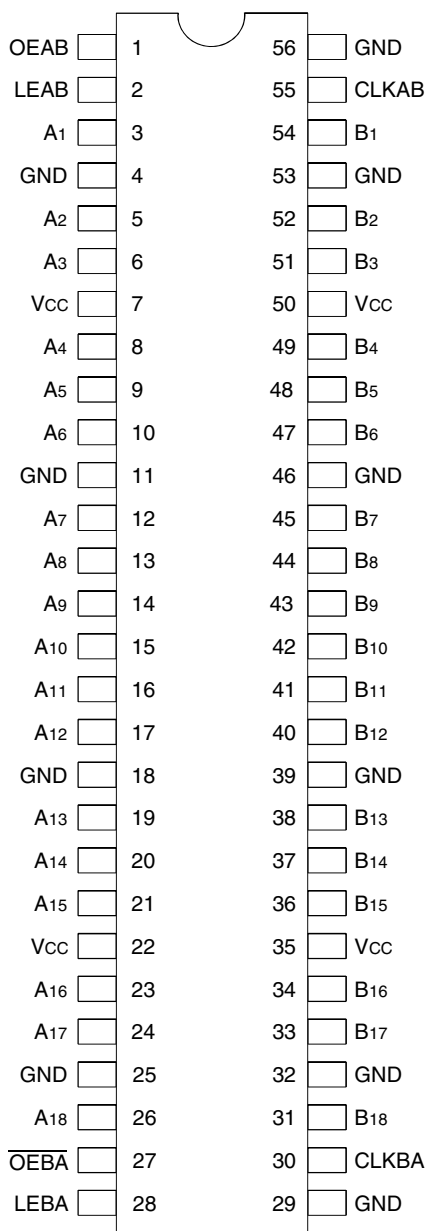 OEAB 1 56 GND
LEAB 2 55 CLKAB
A1 3 54 B1
GND 4 53 GND
A2 5 52 B2
A3 6 51 B3
VCC 7 50 VCC
A4 8 49 B4
A5 9 48 B5
A6 10 47 B6
GND 11 46 GND
A7 12 45 B7
A8 13 44 B8
A9 14 43 B9
A10 15 42 B10
A11 16 41 B11
A12 17 40 B12
GND 18 39 GND
A13 19 38 B13
A14 20 37 B14
A15 21 36 B15
VCC 22 35 VCC
A16 23 34 B16
A17 24 33 B17
GND 25 32 GND
A18 26 31 B18
O̅E̅B̅A̅ 27 30 CLKBA
LEBA 28 29 GND